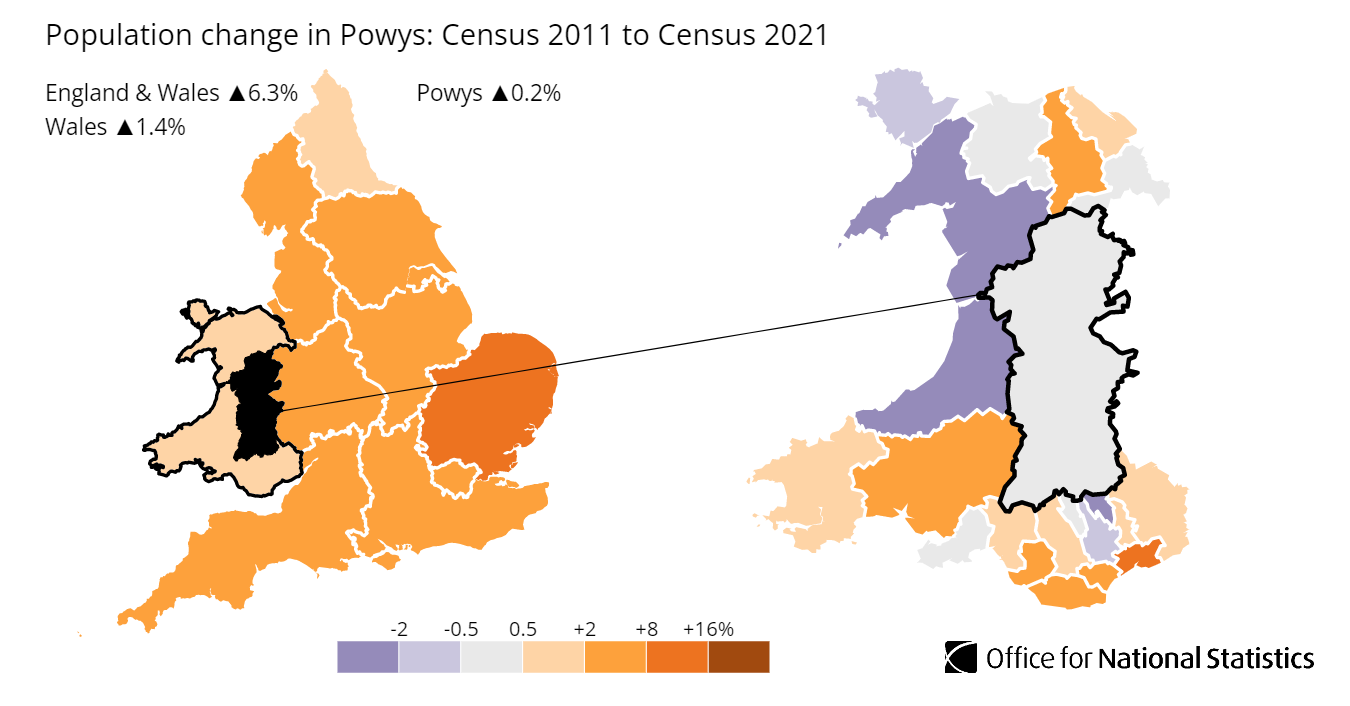 Population change in Powys: Census 2011 to Census 2021
England & Wales ▲6.3%
Powys ▲0.2%
Wales ▲1.4%
-2 -0.5 0.5 +2 +8 +16%
Office for National Statistics